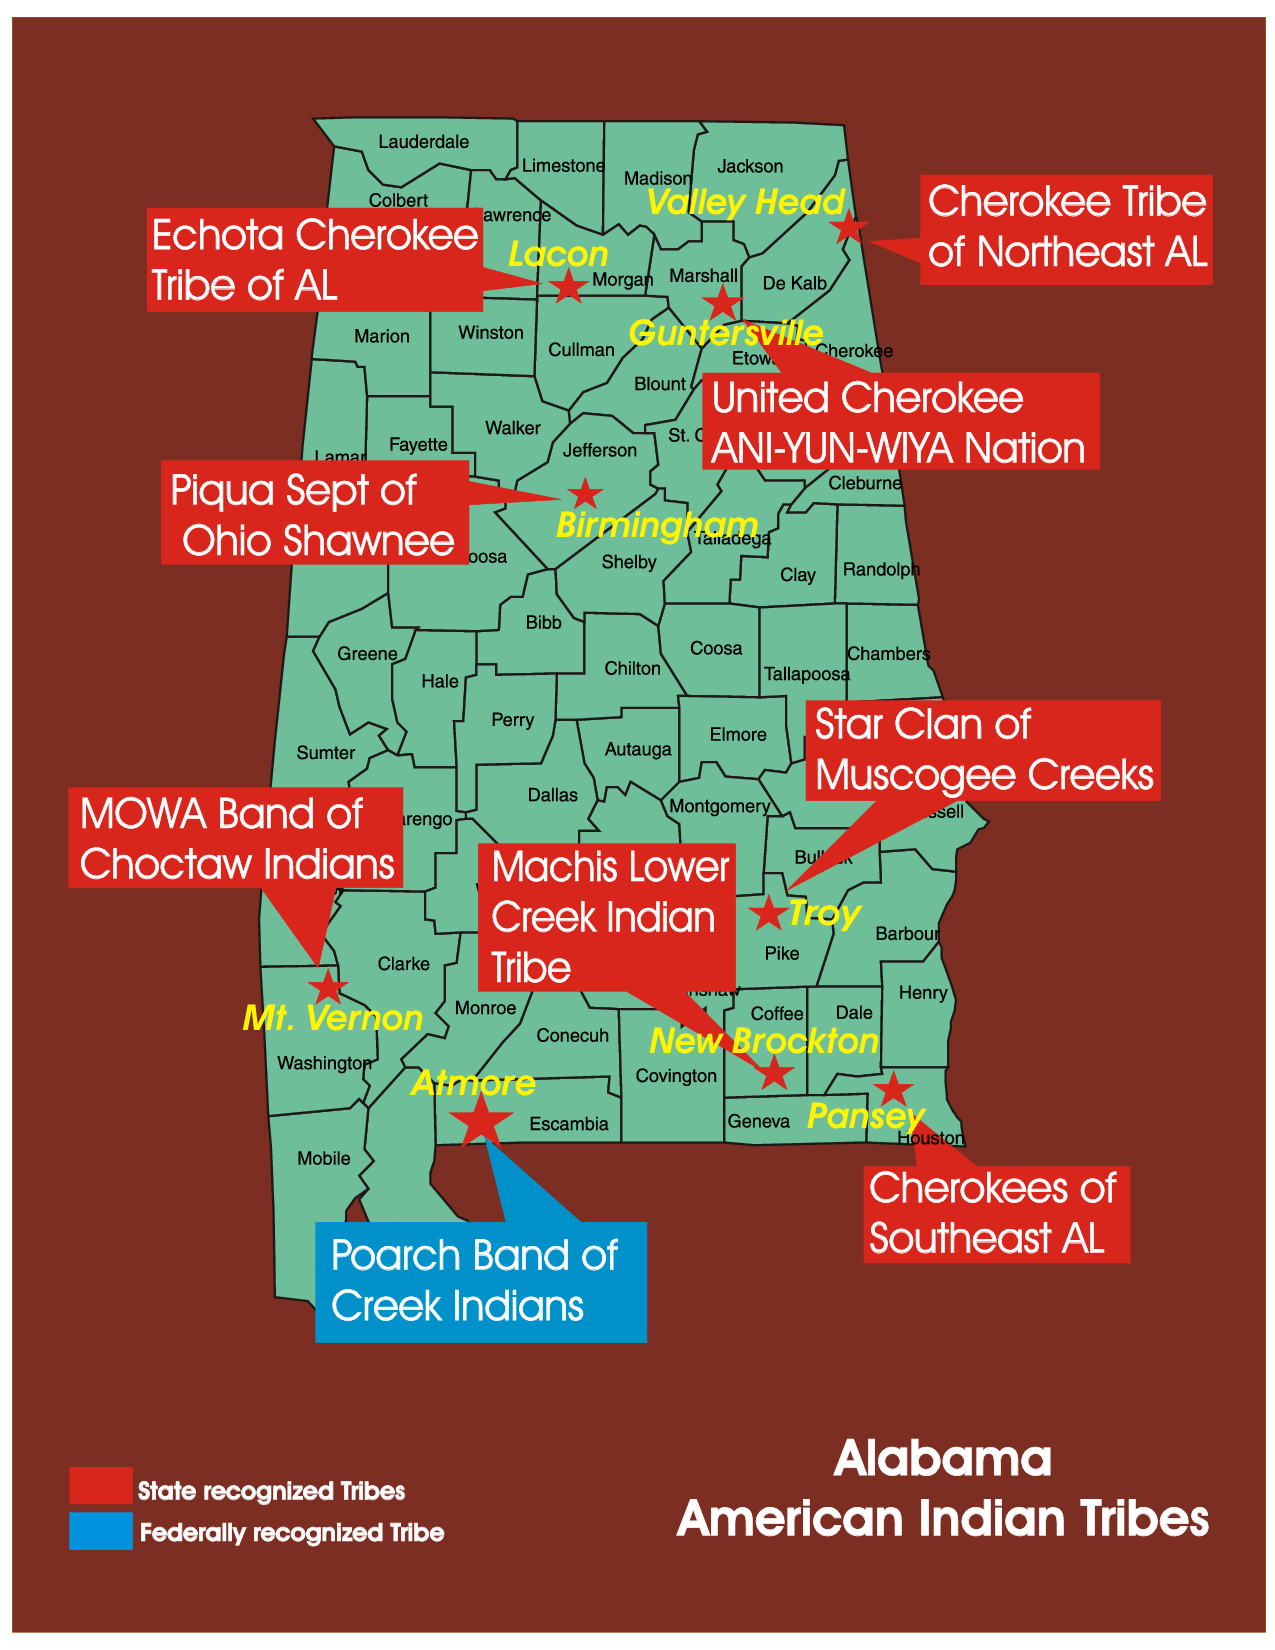 Lauderdale
Limestone
Madison
Jackson
Colbert
Valley Head
Cherokee Tribe
of Northeast AL
awrence
Echota Cherokee
Tribe of AL
Lacon
Morgan
Marshall
De Kalb
Marion
Winston
Guntersville
Cullman
Etow
Cherokee
Blount
United Cherokee
ANI-YUN-WIYA Nation
Walker
St. C
Fayette
Jefferson
Lamar
Piqua Sept of
Ohio Shawnee
Cleburne
Birmingham
Talladega
oosa
Shelby
Clay
Randolph
Bibb
Greene
Coosa
Chambers
Chilton
Tallapoosa
Hale
Perry
Star Clan of
Muscogee Creeks
Elmore
Sumter
Autauga
Dallas
Montgomery
ssell
MOWA Band of
Choctaw Indians
arengo
Bull
k
Machis Lower
Creek Indian
Tribe
Troy
Barbour
Pike
Clarke
nshaw
Henry
Mt. Vernon
Monroe
Coffee
Dale
Conecuh
New Brockton
Washington
Atmore
Covington
Pansey
Escambia
Geneva
Houston
Mobile
Cherokees of
Southeast AL
Poarch Band of
Creek Indians
Alabama
American Indian Tribes
State recognized Tribes
Federally recognized Tribe